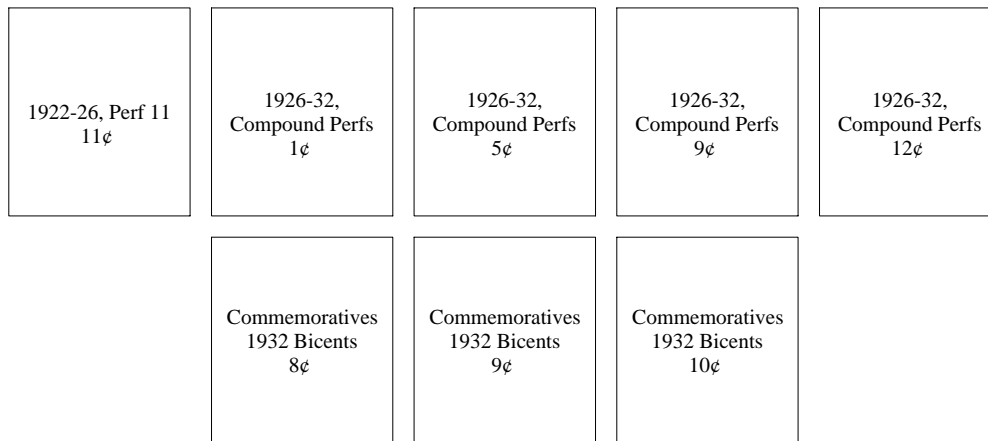 1922-26, Perf 11
11¢
1926-32,
Compound Perfs
1¢
1926-32,
Compound Perfs
5¢
1926-32,
Compound Perfs
9¢
1926-32,
Compound Perfs
12¢
Commemoratives
1932 Bicents
8¢
Commemoratives
1932 Bicents
9¢
Commemoratives
1932 Bicents
10¢